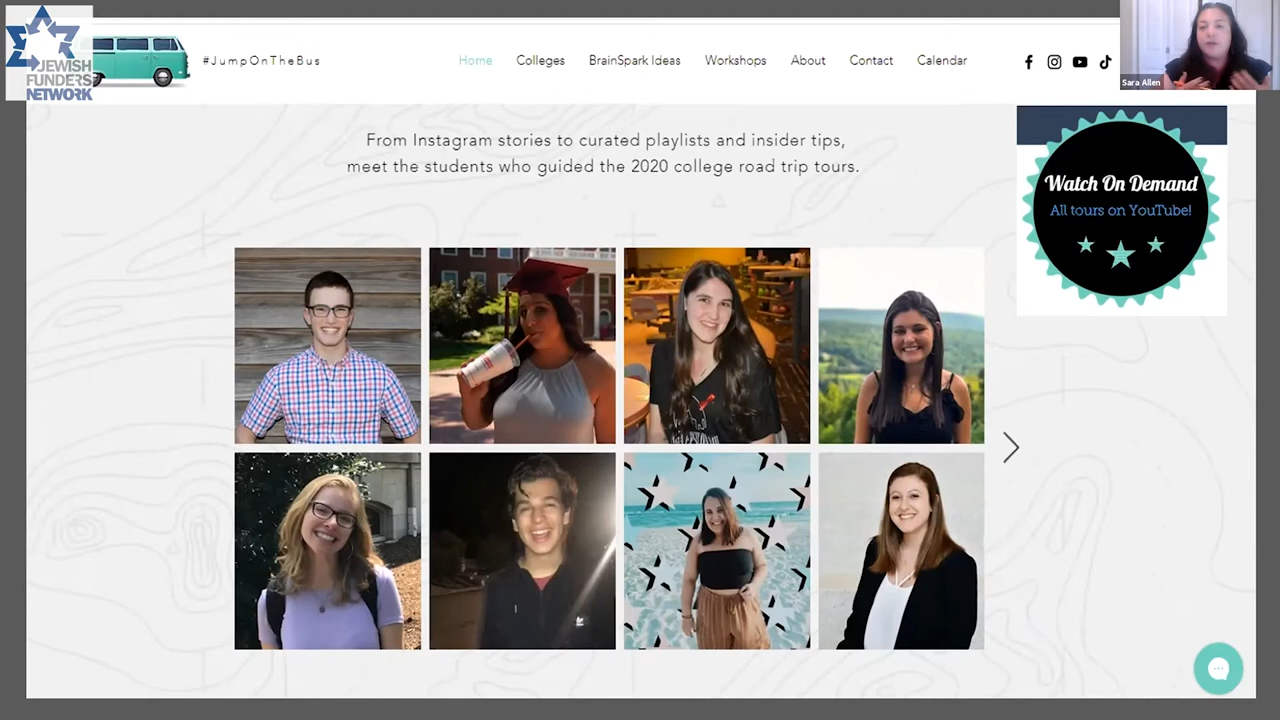 JEWISH
FUNDERS
NETWORK
#JumpOnTheBus
Home
Colleges
BrainSpark Ideas
Workshops
About
Contact
Calendar
Sara Allen
From Instagram stories to curated playlists and insider tips,
meet the students who guided the 2020 college road trip tours.
Watch On Demand
All tours on YouTube!